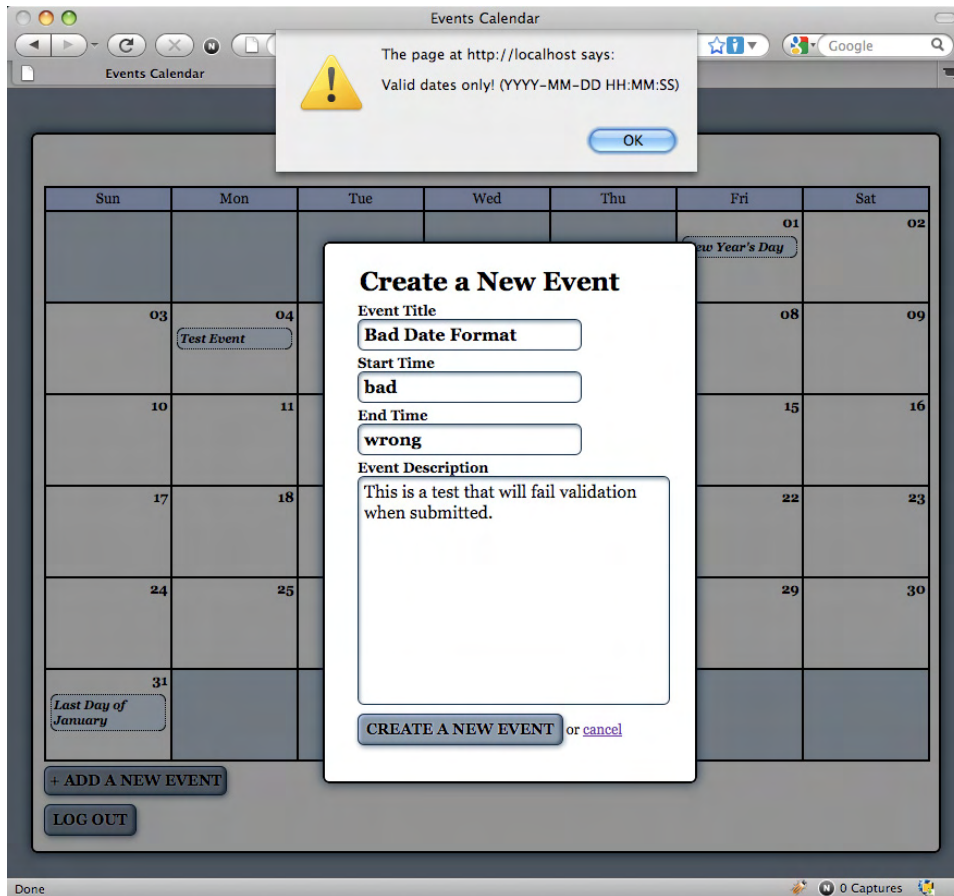 Events Calendar
Google
Events Calendar
The page at http://localhost says:
Valid dates only! (YYYY-MM-DD HH:MM:SS)
OK
Sun Mon Tue Wed Thu Fri Sat
01 02
ew Year's Day
03 04 08 09
Test Event
10 11 15 16
17 18 22 23
24 25 29 30
31
Last Day of
January
Create a New Event
Event Title
Bad Date Format
Start Time
bad
End Time
wrong
Event Description
This is a test that will fail validation
when submitted.
CREATE A NEW EVENT or cancel
+ ADD A NEW EVENT
LOG OUT
Done
0 Captures